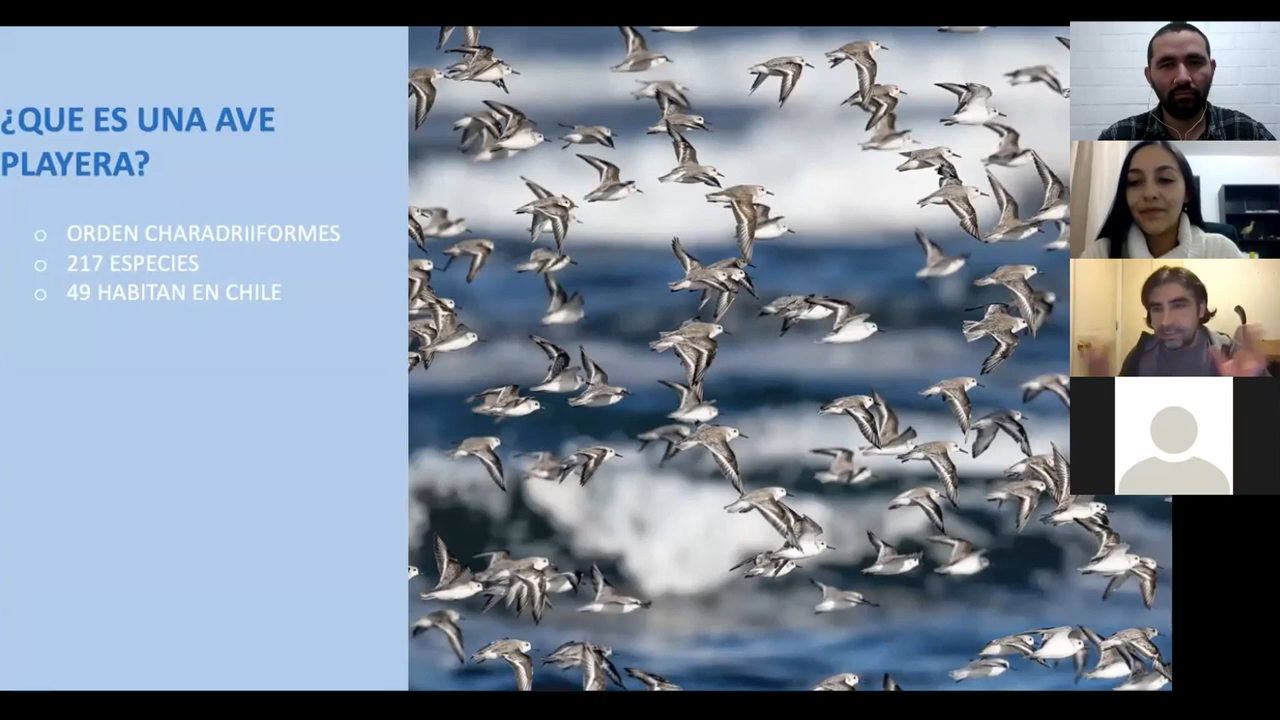 ¿QUE ES UNA AVE
PLAYERA?
ORDEN CHARADRIIFORMES
217 ESPECIES
49 HABITAN EN CHILE